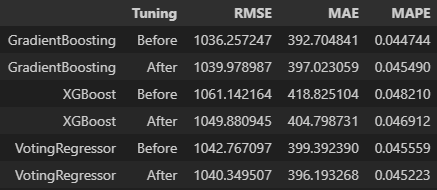 Tuning RMSE MAE MAPE
GradientBoosting Before 1036.257247 392.704841 0.044744
GradientBoosting After 1039.978987 397.023059 0.045490
XGBoost Before 1061.142164 418.825104 0.048210
XGBoost After 1049.880945 404.798731 0.046912
VotingRegressor Before 1042.767097 399.392390 0.045559
VotingRegressor After 1040.349507 396.193268 0.045223